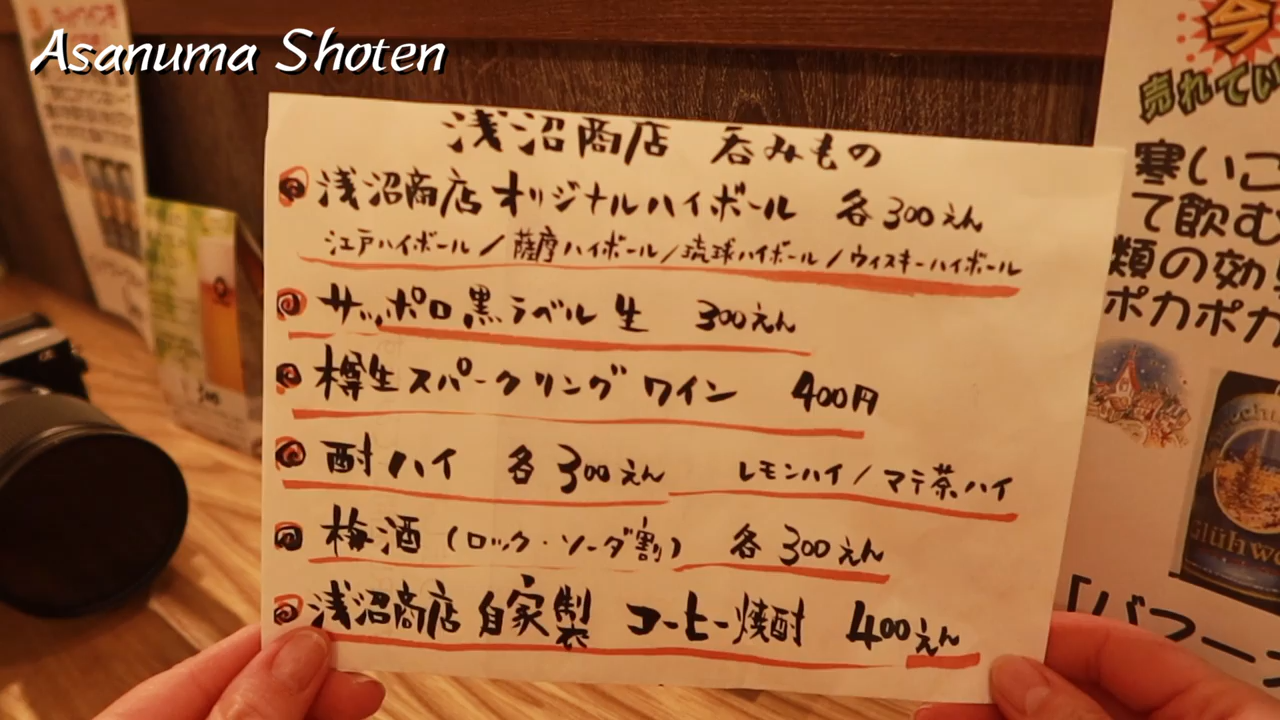 Asanuma Shoten
浅沼商店 呑みもの
浅沼商店 オリジナルハイボール 各300えん
江戸ハイボール/薩摩ハイボール/琉球ハイボール/ウィスキーハイボール
サッポロ黒ラベル生 300えん
樽生スパークリングワイン 400円
酎ハイ 各300えん レモンハイ/マテ茶ハイ
梅酒(ロック・ソーダ割) 各300えん
浅沼商店 自家製 コーヒー焼酎 400えん
今
売れてい
寒いこ
て飲む
類の効
ポカポカ